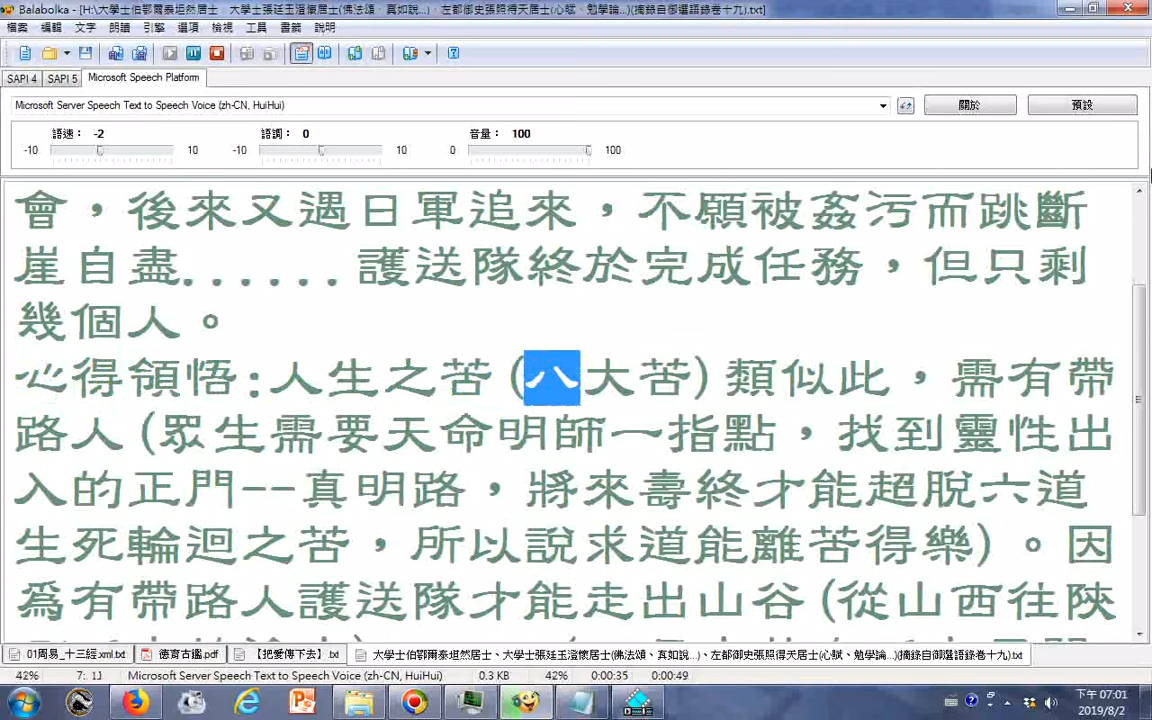 Balabolka - [H:\大學士伯鄂爾泰坦然居士、大學士張廷玉澄懷居士(佛法頌、真如說...)、左都御史張照得天居士(心賦、勉學論...)(摘錄自御選語錄卷十九).txt]
檔案 編輯 文字 朗讀 引擎 選項 檢視 工具 書籤 說明
SAPI 4 SAPI 5 Microsoft Speech Platform
Microsoft Server Speech Text to Speech Voice (zh-CN, HuiHui) 關於 預設
語速： -2 語調： 0 音量： 100
-10 10 -10 10 0 100
會，後來又遇日軍追來，不願被姦污而跳斷
崖自盡......護送隊終於完成任務，但只剩
幾個人。
心得領悟:人生之苦(八大苦)類似此，需有帶
路人(眾生需要天命明師一指點，找到靈性出
入的正門--真明路，將來壽終才能超脫六道
生死輪迴之苦，所以說求道能離苦得樂)。因
為有帶路人護送隊才能走出山谷(從山西往陝
01周易_十三經.xml.txt 德育古鑑.pdf 【把愛傳下去】.txt 大學士伯鄂爾泰坦然居士、大學士張廷玉澄懷居士(佛法頌、真如說...)、左都御史張照得天居士(心賦、勉學論...)(摘錄自御選語錄卷十九).txt
42% 7: 11 Microsoft Server Speech Text to Speech Voice (zh-CN, HuiHui) 0.3 KB 42% 0:00:35 0:00:49
下午 07:01
2019/8/2